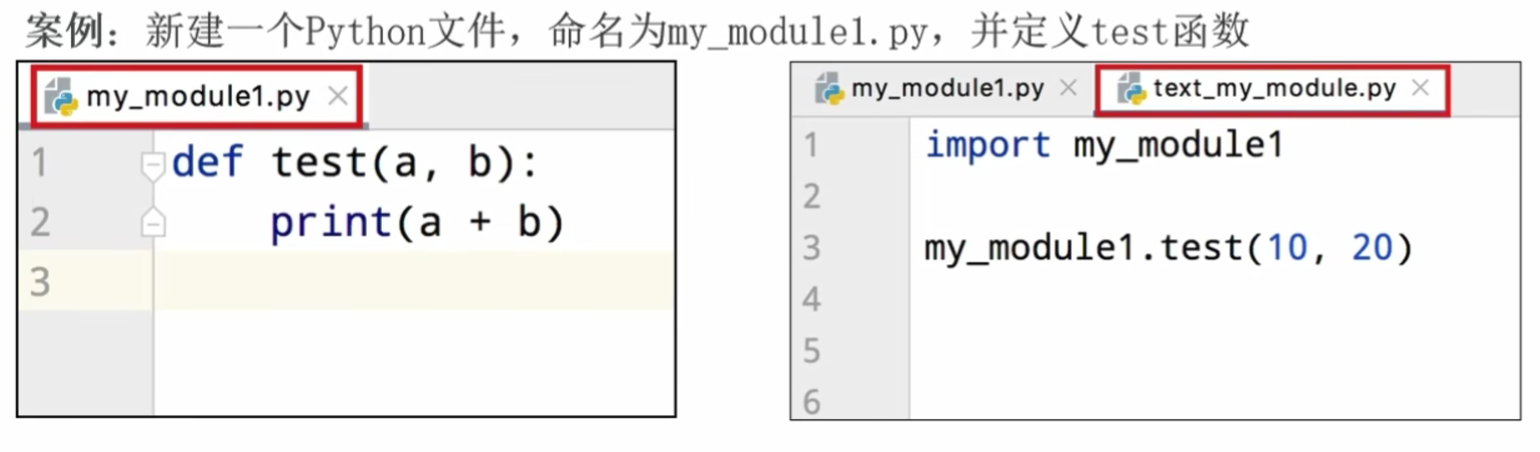 案例：新建一个Python文件，命名为my_module1.py，并定义test函数
my_module1.py
1 def test(a, b):
2     print(a + b)
3
my_module1.py text_my_module.py
1 import my_module1
2
3 my_module1.test(10, 20)
4
5
6